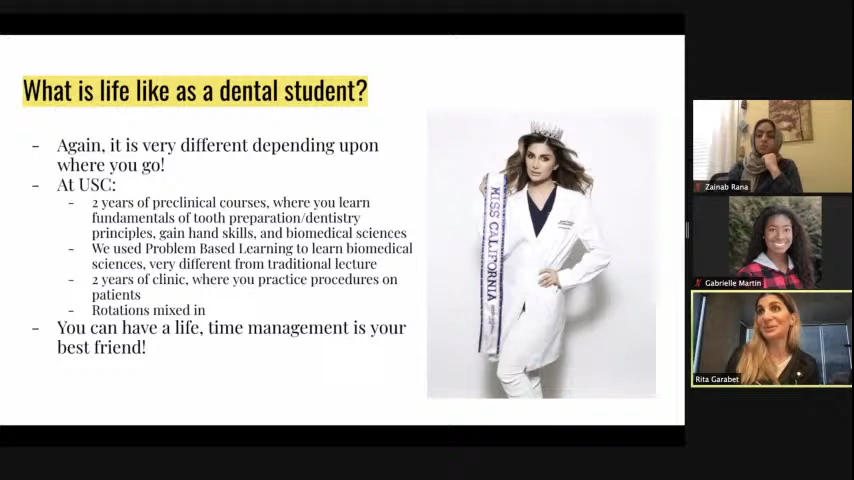 What is life like as a dental student?
- Again, it is very different depending upon
where you go!
- At USC:
- 2 years of preclinical courses, where you learn
fundamentals of tooth preparation/dentistry
principles, gain hand skills, and biomedical sciences
- We used Problem Based Learning to learn biomedical
sciences, very different from traditional lecture
- 2 years of clinic, where you practice procedures on
patients
- Rotations mixed in
- You can have a life, time management is your
best friend!
MISS CALIFORNIA
Zainab Rana
Gabrielle Martin
Rita Garabet